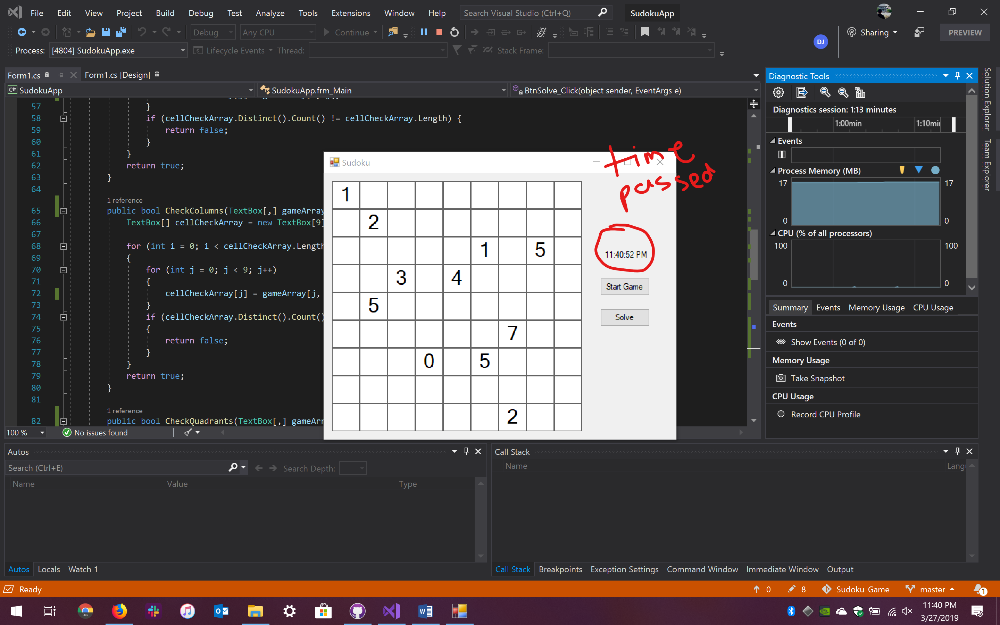 File Edit View Project Build Debug Test Analyze Tools Extensions Window Help Search Visual Studio (Ctrl+Q) SudokuApp
Debug Any CPU Continue Sharing PREVIEW
DJ
Process: [4804] SudokuApp.exe Lifecycle Events Thread: Stack Frame:
Form1.cs Form1.cs [Design]
C# SudokuApp SudokuApp.frm_Main BtnSolve_Click(object sender, EventArgs e)
57 }
58 if (cellCheckArray.Distinct().Count() != cellCheckArray.Length) {
59 return false;
60 }
61 }
62 return true;
63 }
64
1 reference
65 public bool CheckColumns(TextBox[,] gameArray
66 TextBox[] cellCheckArray = new TextBox[9]
67
68 for (int i = 0; i < cellCheckArray.Length
69 {
70 for (int j = 0; j < 9; j++)
71 {
72 cellCheckArray[j] = gameArray[j,
73 }
74 if (cellCheckArray.Distinct().Count()
75 {
76 return false;
77 }
78 }
79 return true;
80 }
81
1 reference
82 public bool CheckQuadrants(TextBox[,] gameArr
100 % No issues found
Sudoku
time
passed
1
2
1 5
3 4
5
7
0 5
2
11:40:52 PM
Start Game
Solve
Diagnostic Tools
Diagnostics session: 1:13 minutes
1:00min 1:10min
Events
Process Memory (MB)
17 17
0 0
CPU (% of all processors)
100 100
0 0
Summary Events Memory Usage CPU Usage
Events
Show Events (0 of 0)
Memory Usage
Take Snapshot
CPU Usage
Record CPU Profile
Solution Explorer
Team Explorer
Autos
Search (Ctrl+E) Search Depth:
Name Value Type
Autos Locals Watch 1
Call Stack
Name Langu
Call Stack Breakpoints Exception Settings Command Window Immediate Window Output
Ready 0 8 Sudoku-Game master 1
Dev
11:40 PM
3/27/2019